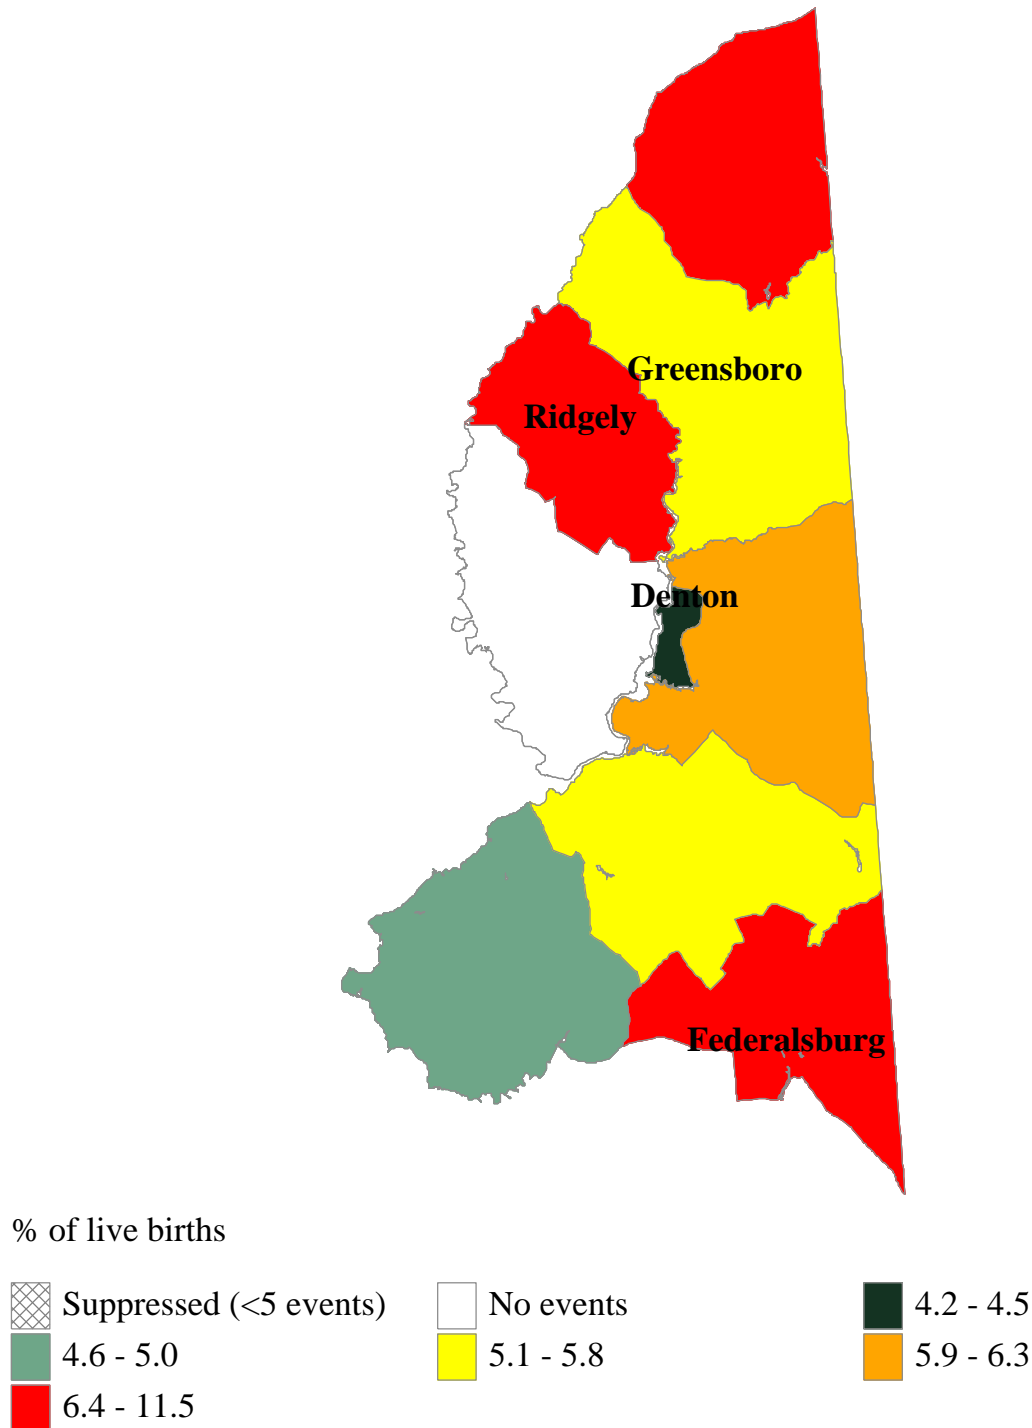 Greensboro
Ridgely
Denton
Federalsburg
% of live births
Suppressed (<5 events)
No events
4.2 - 4.5
4.6 - 5.0
5.1 - 5.8
5.9 - 6.3
6.4 - 11.5